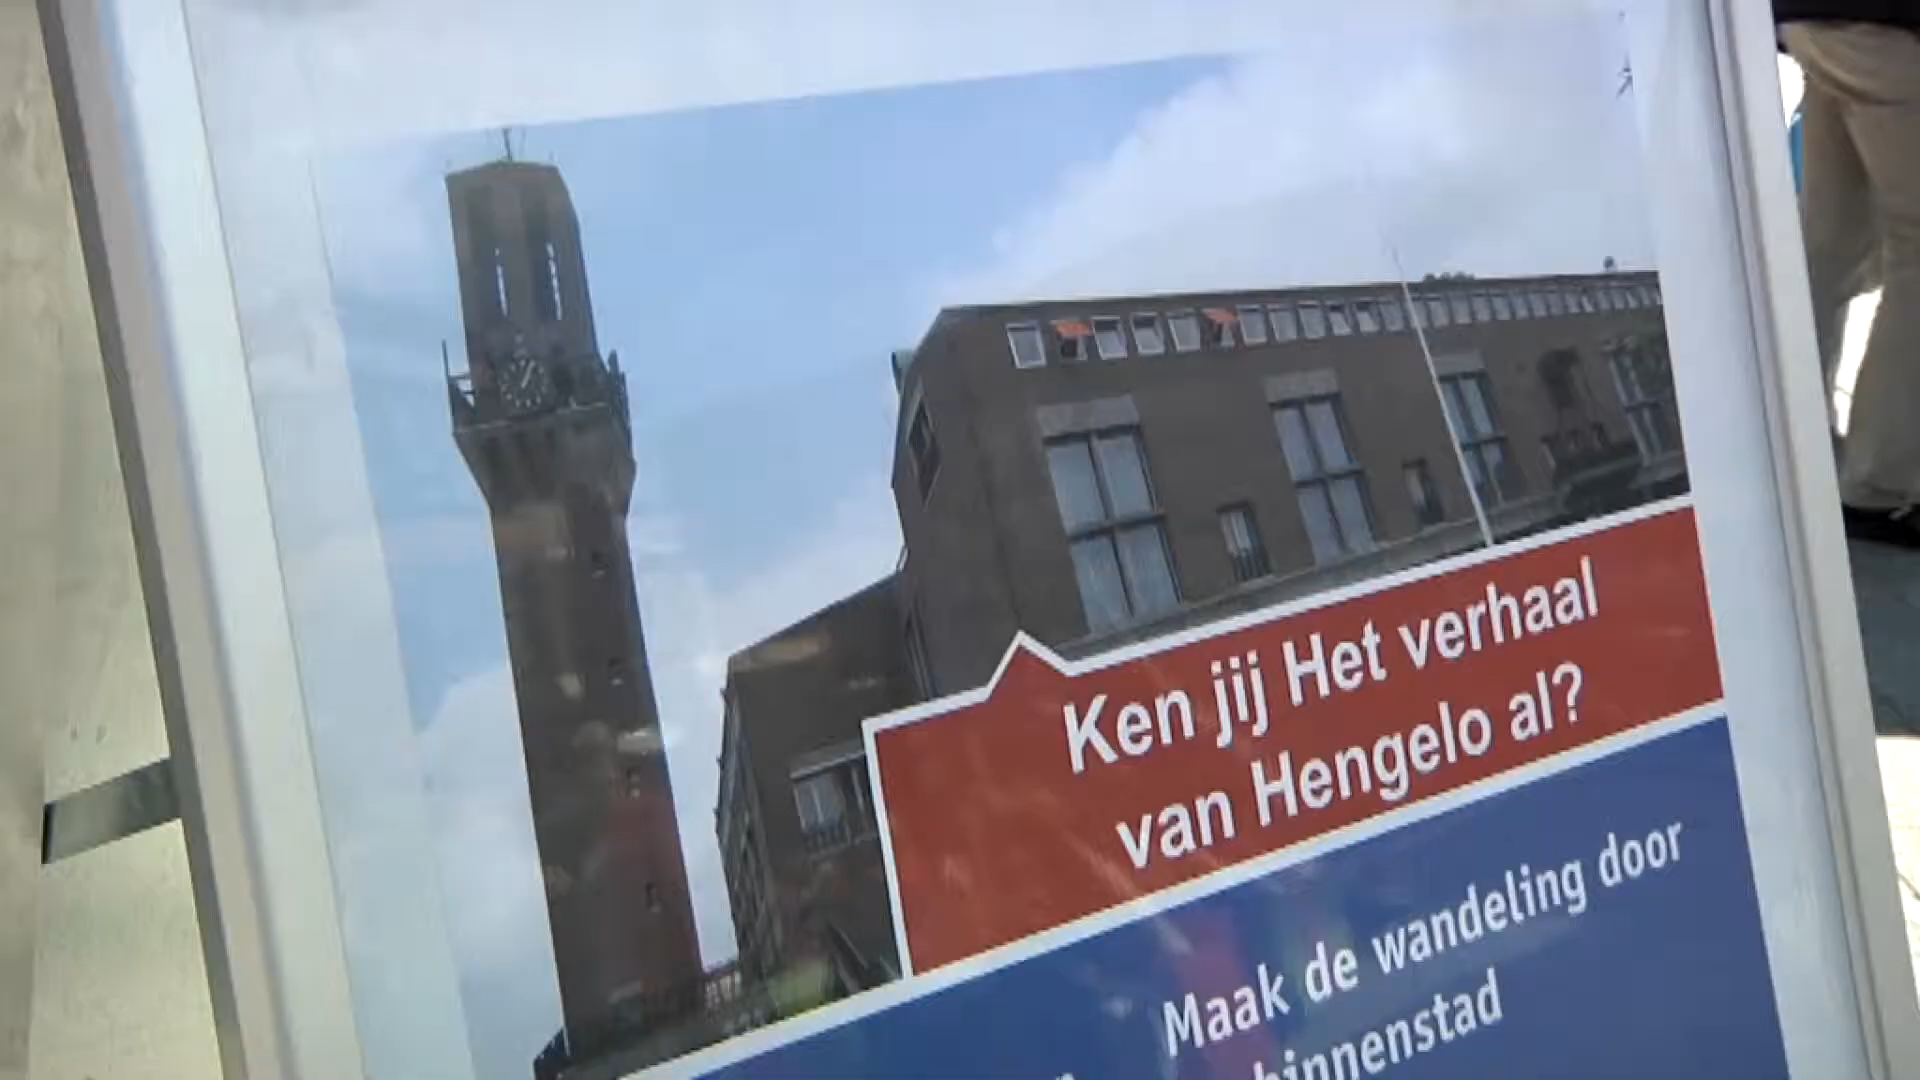 Ken jij Het verhaal
van Hengelo al?
Maak de wandeling door
binnenstad